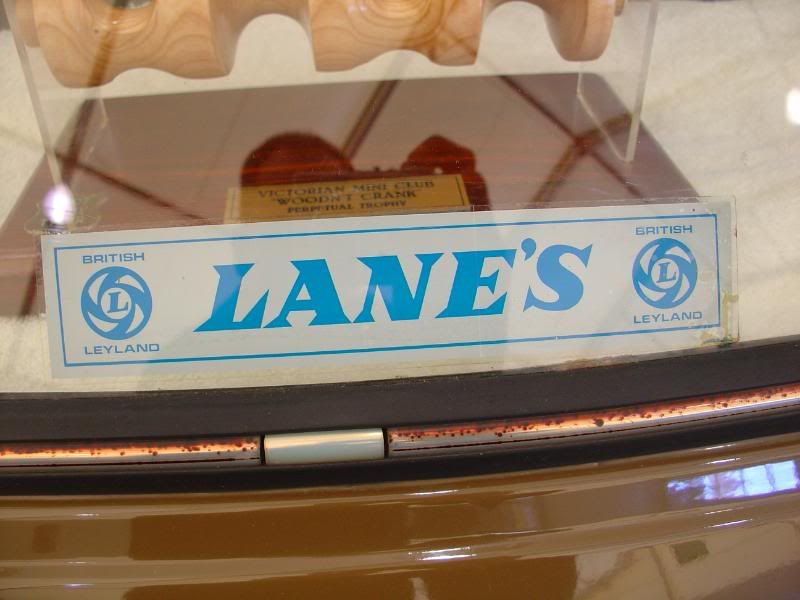 VICTORIAN MINI CLUB
"WOODN'T CRANK"
PERPETUAL TROPHY
BRITISH
L
LEYLAND
LANE'S
BRITISH
L
LEYLAND